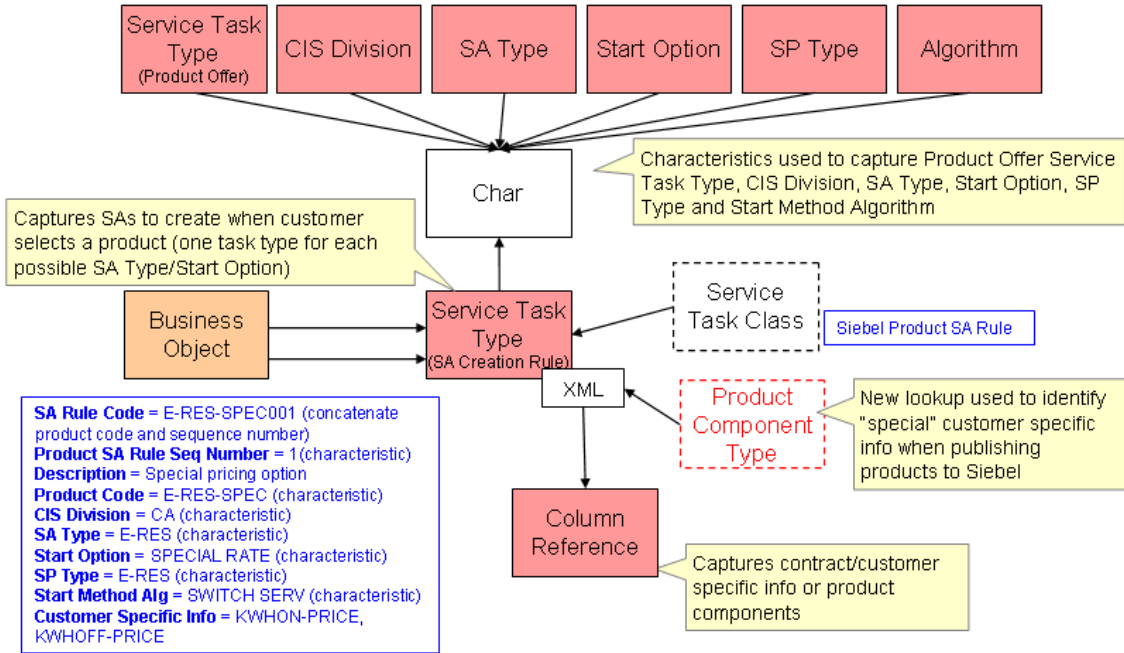 Service Task
Type
(Product Offer)
CIS Division
SA Type
Start Option
SP Type
Algorithm
Char
Characteristics used to capture Product Offer Service
Task Type, CIS Division, SA Type, Start Option, SP
Type and Start Method Algorithm
Captures SAs to create when customer
selects a product (one task type for each
possible SA Type/Start Option)
Business
Object
Service Task
Type
(SA Creation Rule)
Service
Task Class
Siebel Product SA Rule
XML
Product
Component
Type
New lookup used to identify
"special" customer specific
info when publishing
products to Siebel
SA Rule Code = E-RES-SPEC001 (concatenate
product code and sequence number)
Product SA Rule Seq Number = 1 (characteristic)
Description = Special pricing option
Product Code = E-RES-SPEC (characteristic)
CIS Division = CA (characteristic)
SA Type = E-RES (characteristic)
Start Option = SPECIAL RATE (characteristic)
SP Type = E-RES (characteristic)
Start Method Alg = SWITCH SERV (characteristic)
Customer Specific Info = KWHON-PRICE,
KWHOFF-PRICE
Column
Reference
Captures contract/customer
specific info or product
components